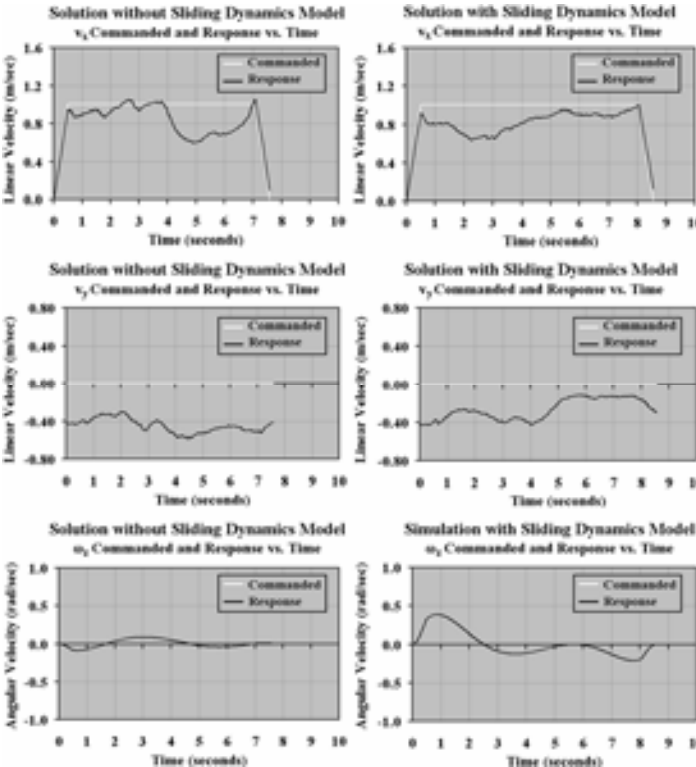 Solution without Sliding Dynamics Model
vₓ Commanded and Response vs. Time
Linear Velocity (m/sec)
1.6
1.2
0.8
0.4
0.0
Commanded
Response
0 1 2 3 4 5 6 7 8 9 10
Time (seconds)
Solution with Sliding Dynamics Model
vₓ Commanded and Response vs. Time
Linear Velocity (m/sec)
1.6
1.2
0.8
0.4
0.0
Commanded
Response
0 1 2 3 4 5 6 7 8 9 10
Time (seconds)
Solution without Sliding Dynamics Model
v_y Commanded and Response vs. Time
Linear Velocity (m/sec)
0.80
0.40
0.00
-0.40
-0.80
Commanded
Response
0 1 2 3 4 5 6 7 8 9 10
Time (seconds)
Solution with Sliding Dynamics Model
v_y Commanded and Response vs. Time
Linear Velocity (m/sec)
0.80
0.40
0.00
-0.40
-0.80
Commanded
Response
0 1 2 3 4 5 6 7 8 9 10
Time (seconds)
Solution without Sliding Dynamics Model
ω_z Commanded and Response vs. Time
Angular Velocity (rad/sec)
1.0
0.5
0.0
-0.5
-1.0
Commanded
Response
0 1 2 3 4 5 6 7 8 9 10
Time (seconds)
Simulation with Sliding Dynamics Model
ω_z Commanded and Response vs. Time
Angular Velocity (rad/sec)
1.0
0.5
0.0
-0.5
-1.0
Commanded
Response
0 1 2 3 4 5 6 7 8 9 10
Time (seconds)